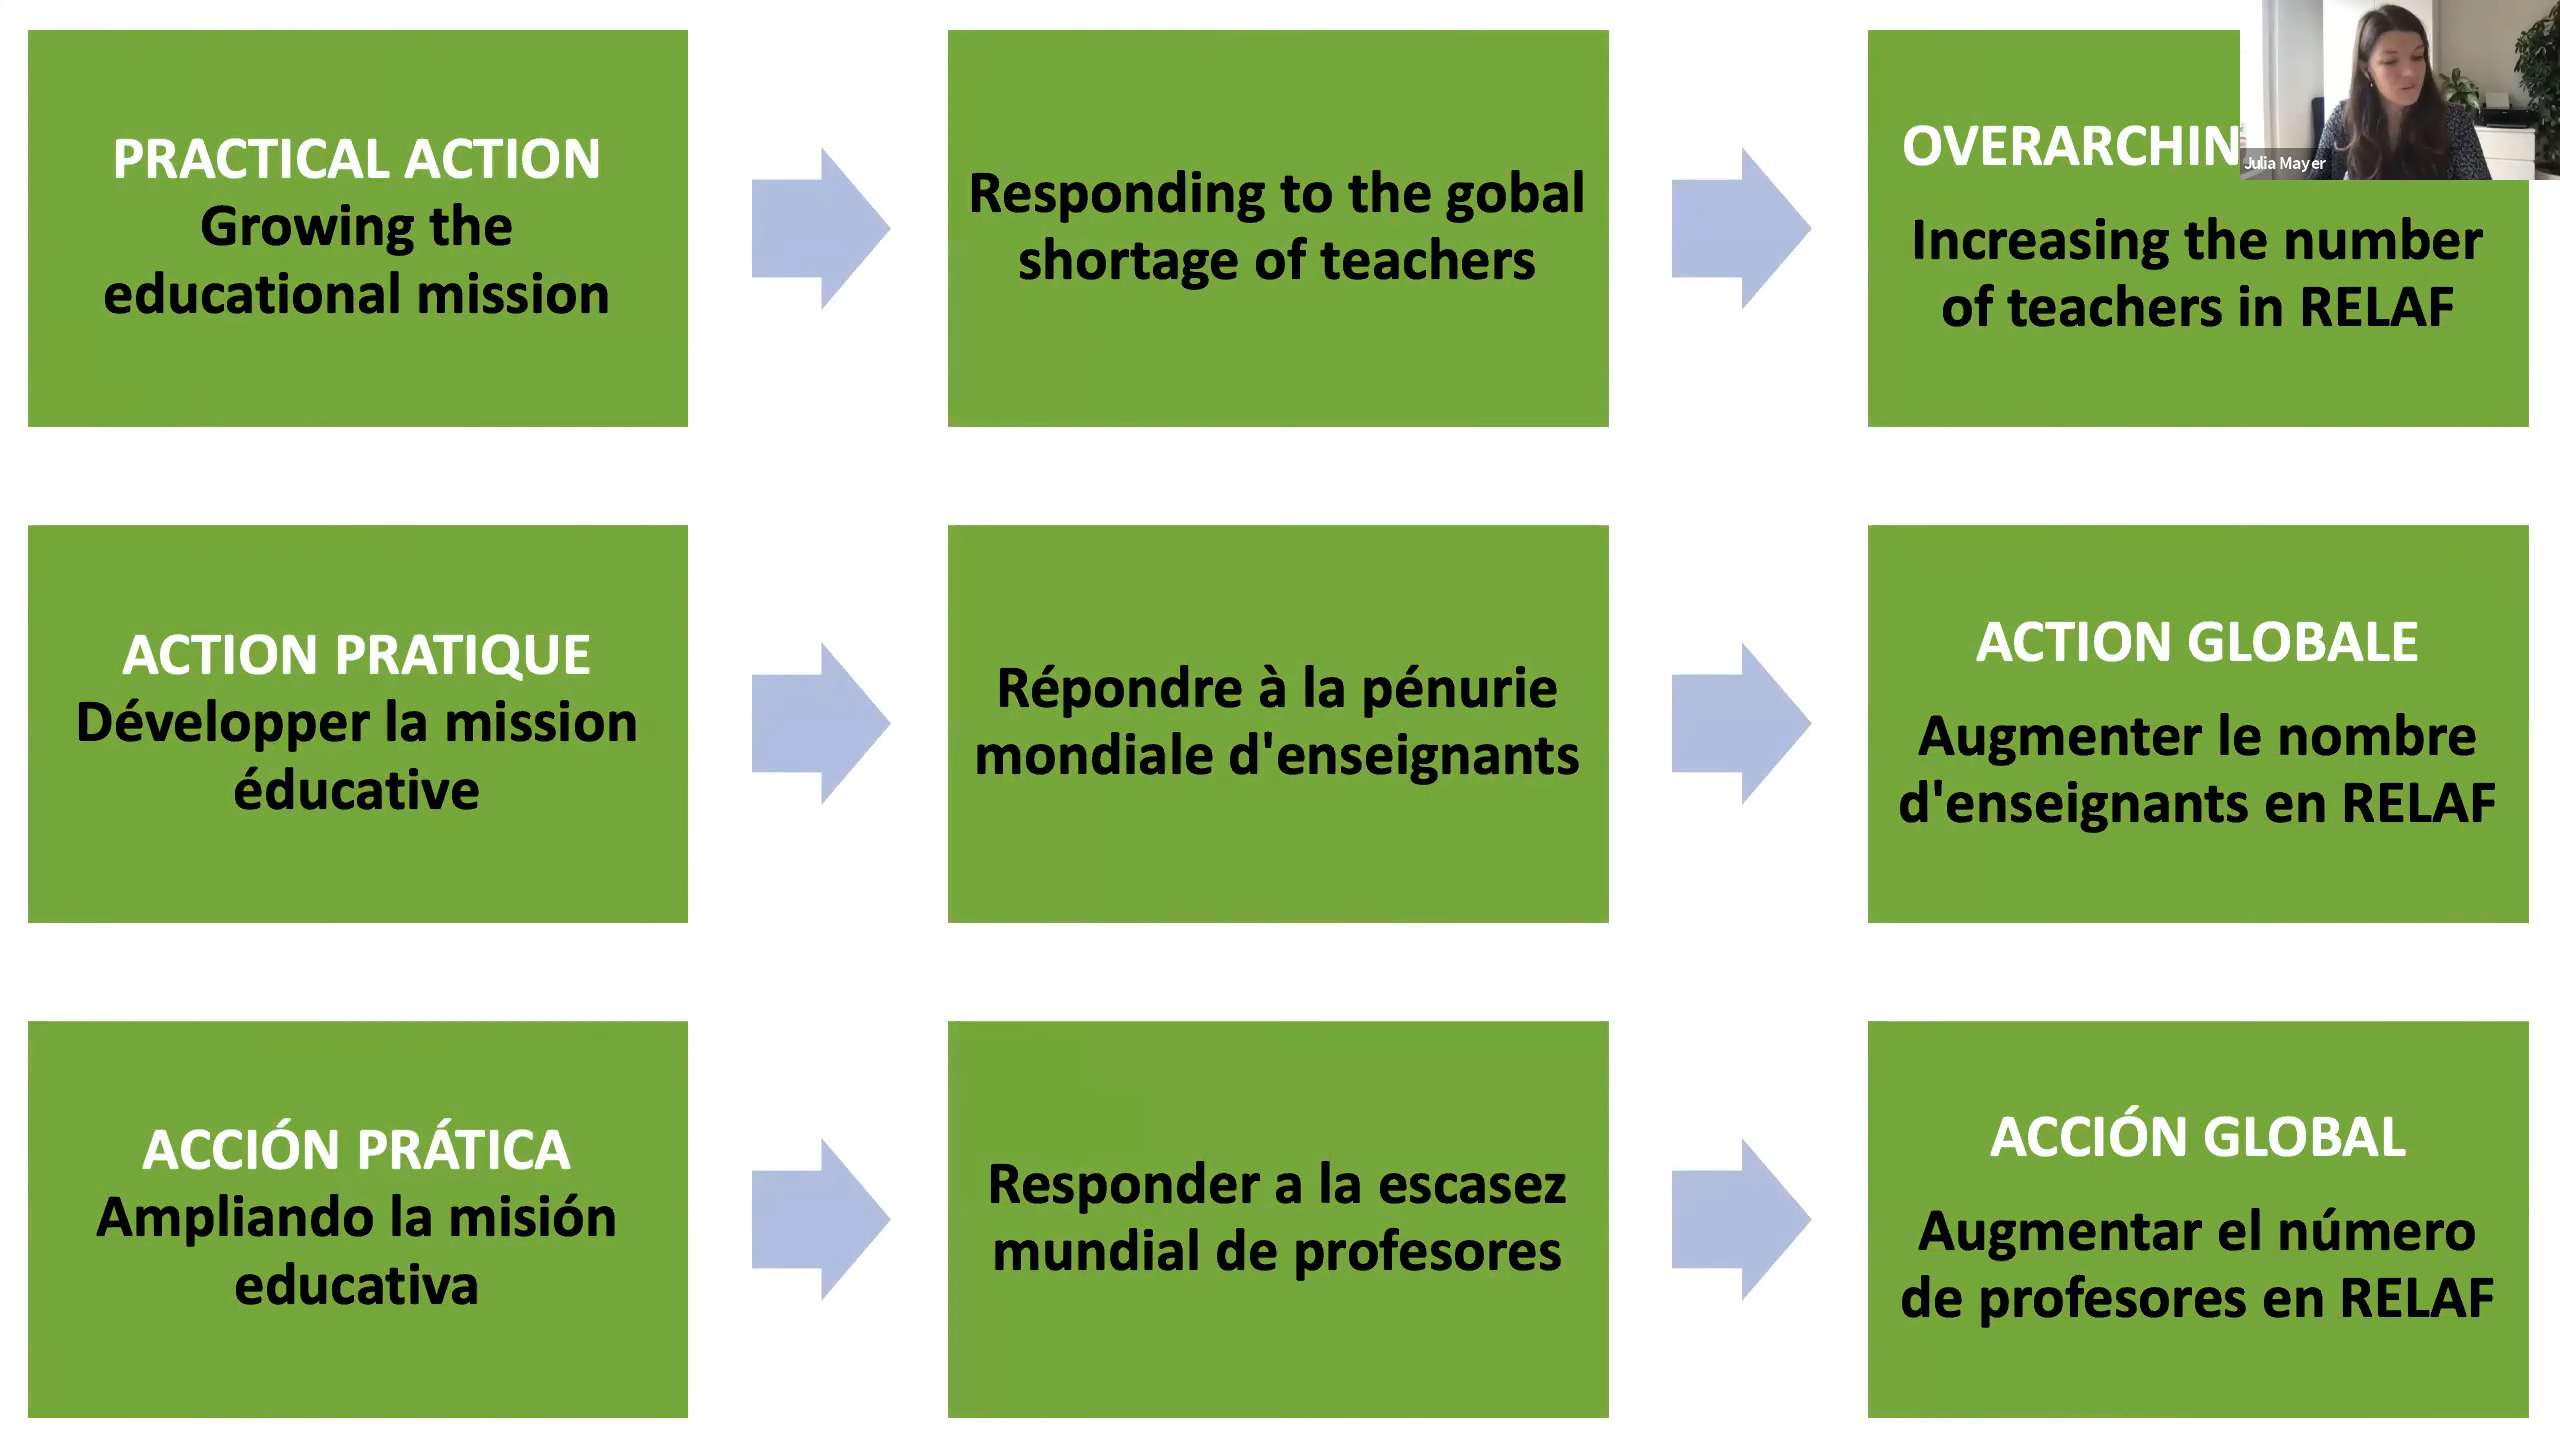 PRACTICAL ACTION
Growing the
educational mission
Responding to the gobal
shortage of teachers
OVERARCHIN
Julia Mayer
Increasing the number
of teachers in RELAF
ACTION PRATIQUE
Développer la mission
éducative
Répondre à la pénurie
mondiale d'enseignants
ACTION GLOBALE
Augmenter le nombre
d'enseignants en RELAF
ACCIÓN PRÁTICA
Ampliando la misión
educativa
Responder a la escasez
mundial de profesores
ACCIÓN GLOBAL
Augmentar el número
de profesores en RELAF